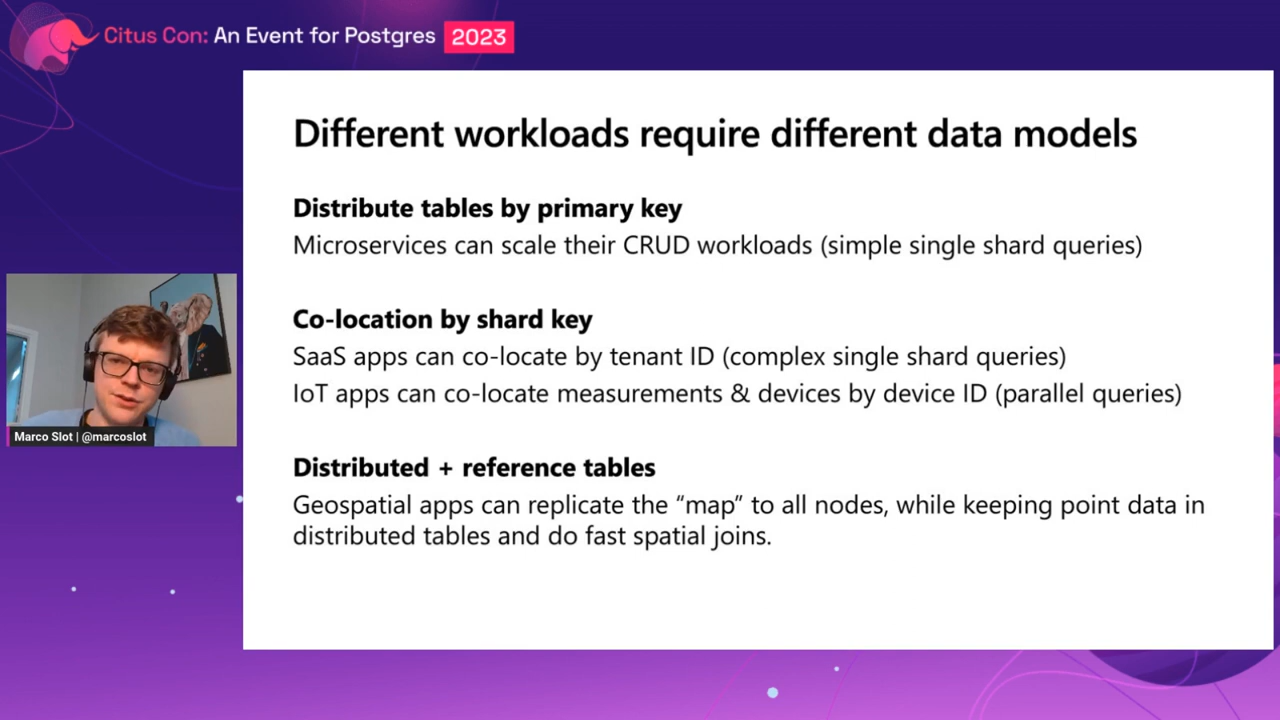 Citus Con: An Event for Postgres 2023
Different workloads require different data models
Distribute tables by primary key
Microservices can scale their CRUD workloads (simple single shard queries)
Co-location by shard key
SaaS apps can co-locate by tenant ID (complex single shard queries)
IoT apps can co-locate measurements & devices by device ID (parallel queries)
Marco Slot | @marcoslot
Distributed + reference tables
Geospatial apps can replicate the “map” to all nodes, while keeping point data in
distributed tables and do fast spatial joins.